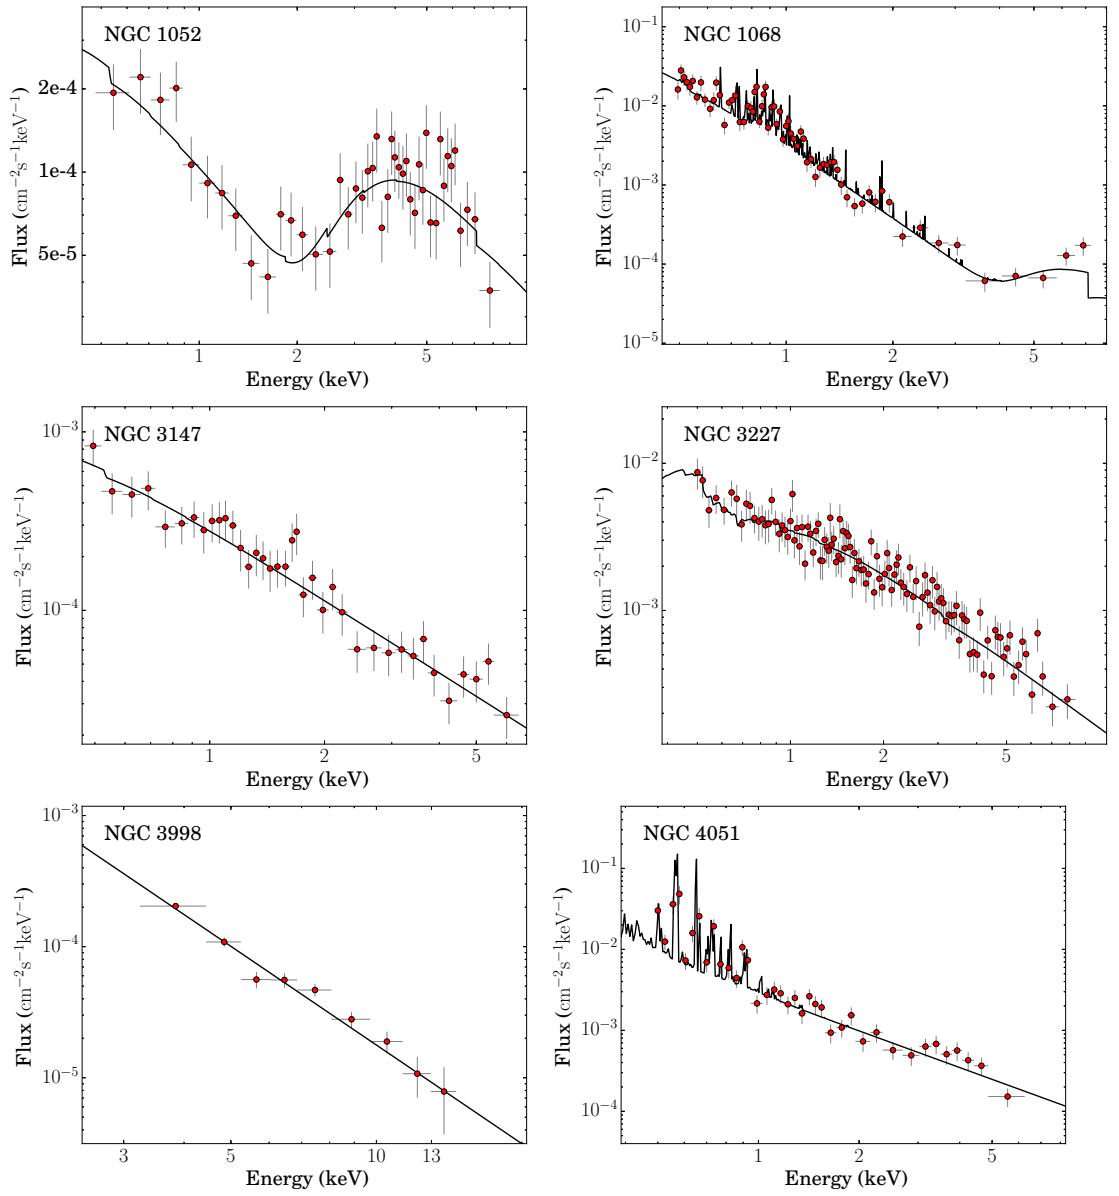 NGC 1052
2e-4
1e-4
5e-5
Flux (cm−2s−1keV−1)
1 2 5
Energy (keV)
NGC 1068
10−1
10−2
10−3
10−4
10−5
Flux (cm−2s−1keV−1)
1 2 5
Energy (keV)
NGC 3147
10−3
10−4
Flux (cm−2s−1keV−1)
1 2 5
Energy (keV)
NGC 3227
10−2
10−3
Flux (cm−2s−1keV−1)
1 2 5
Energy (keV)
NGC 3998
10−3
10−4
10−5
Flux (cm−2s−1keV−1)
3 5 10 13
Energy (keV)
NGC 4051
10−1
10−2
10−3
10−4
Flux (cm−2s−1keV−1)
1 2 5
Energy (keV)